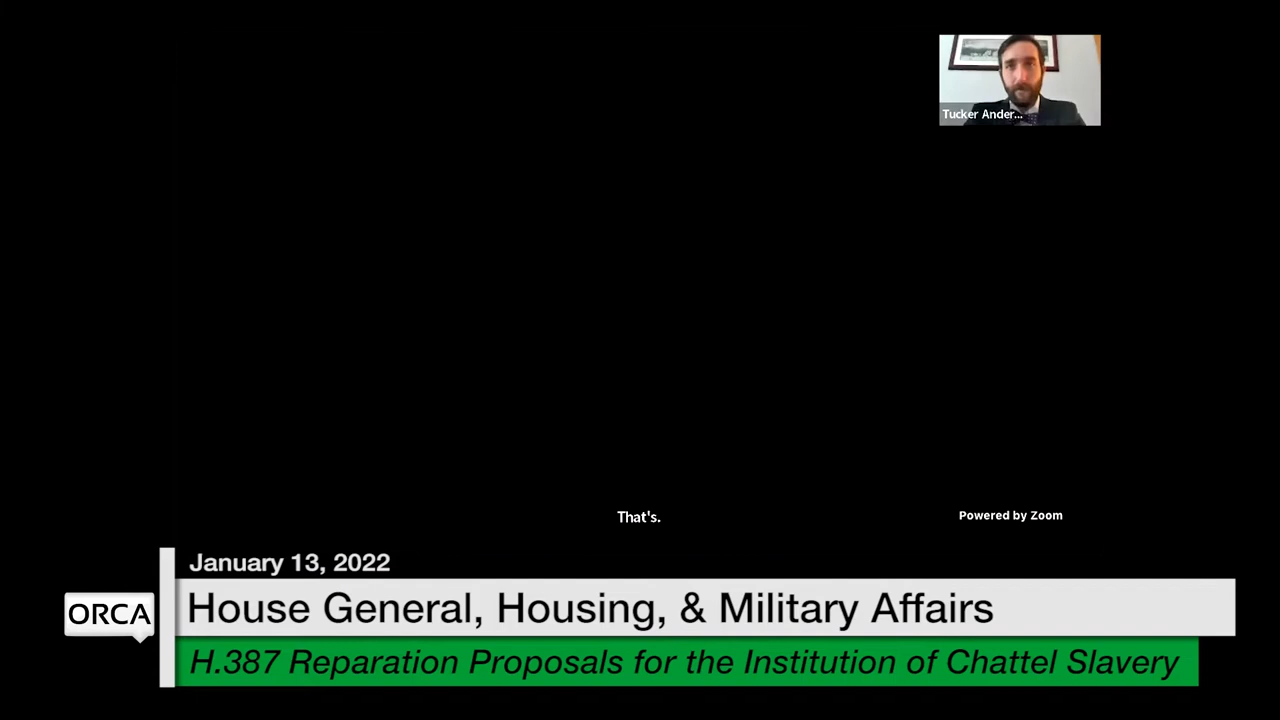 Tucker Ander...
That's.
Powered by Zoom
January 13, 2022
ORCA
House General, Housing, & Military Affairs
H.387 Reparation Proposals for the Institution of Chattel Slavery